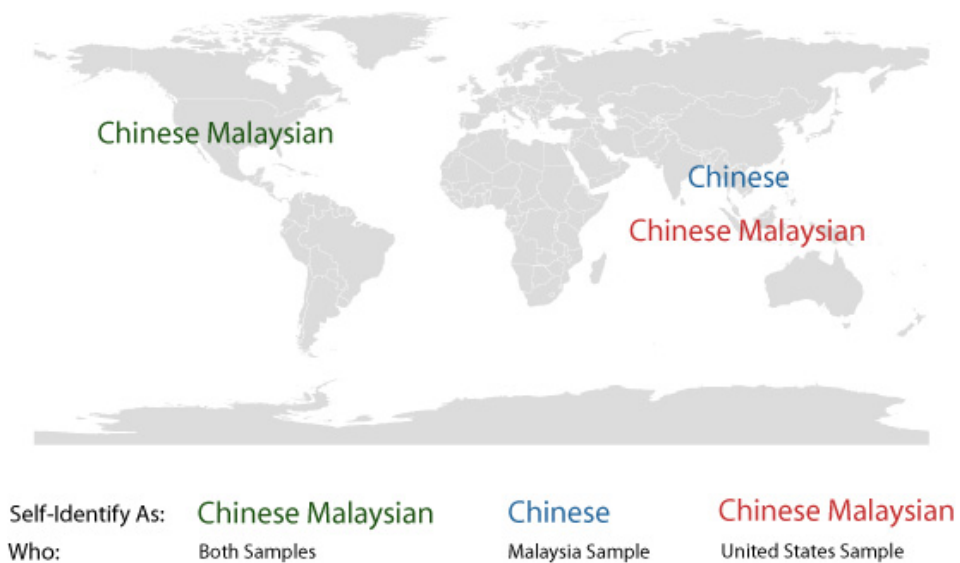 Chinese Malaysian
Chinese
Chinese Malaysian
Self-Identify As: Chinese Malaysian Chinese Chinese Malaysian
Who: Both Samples Malaysia Sample United States Sample